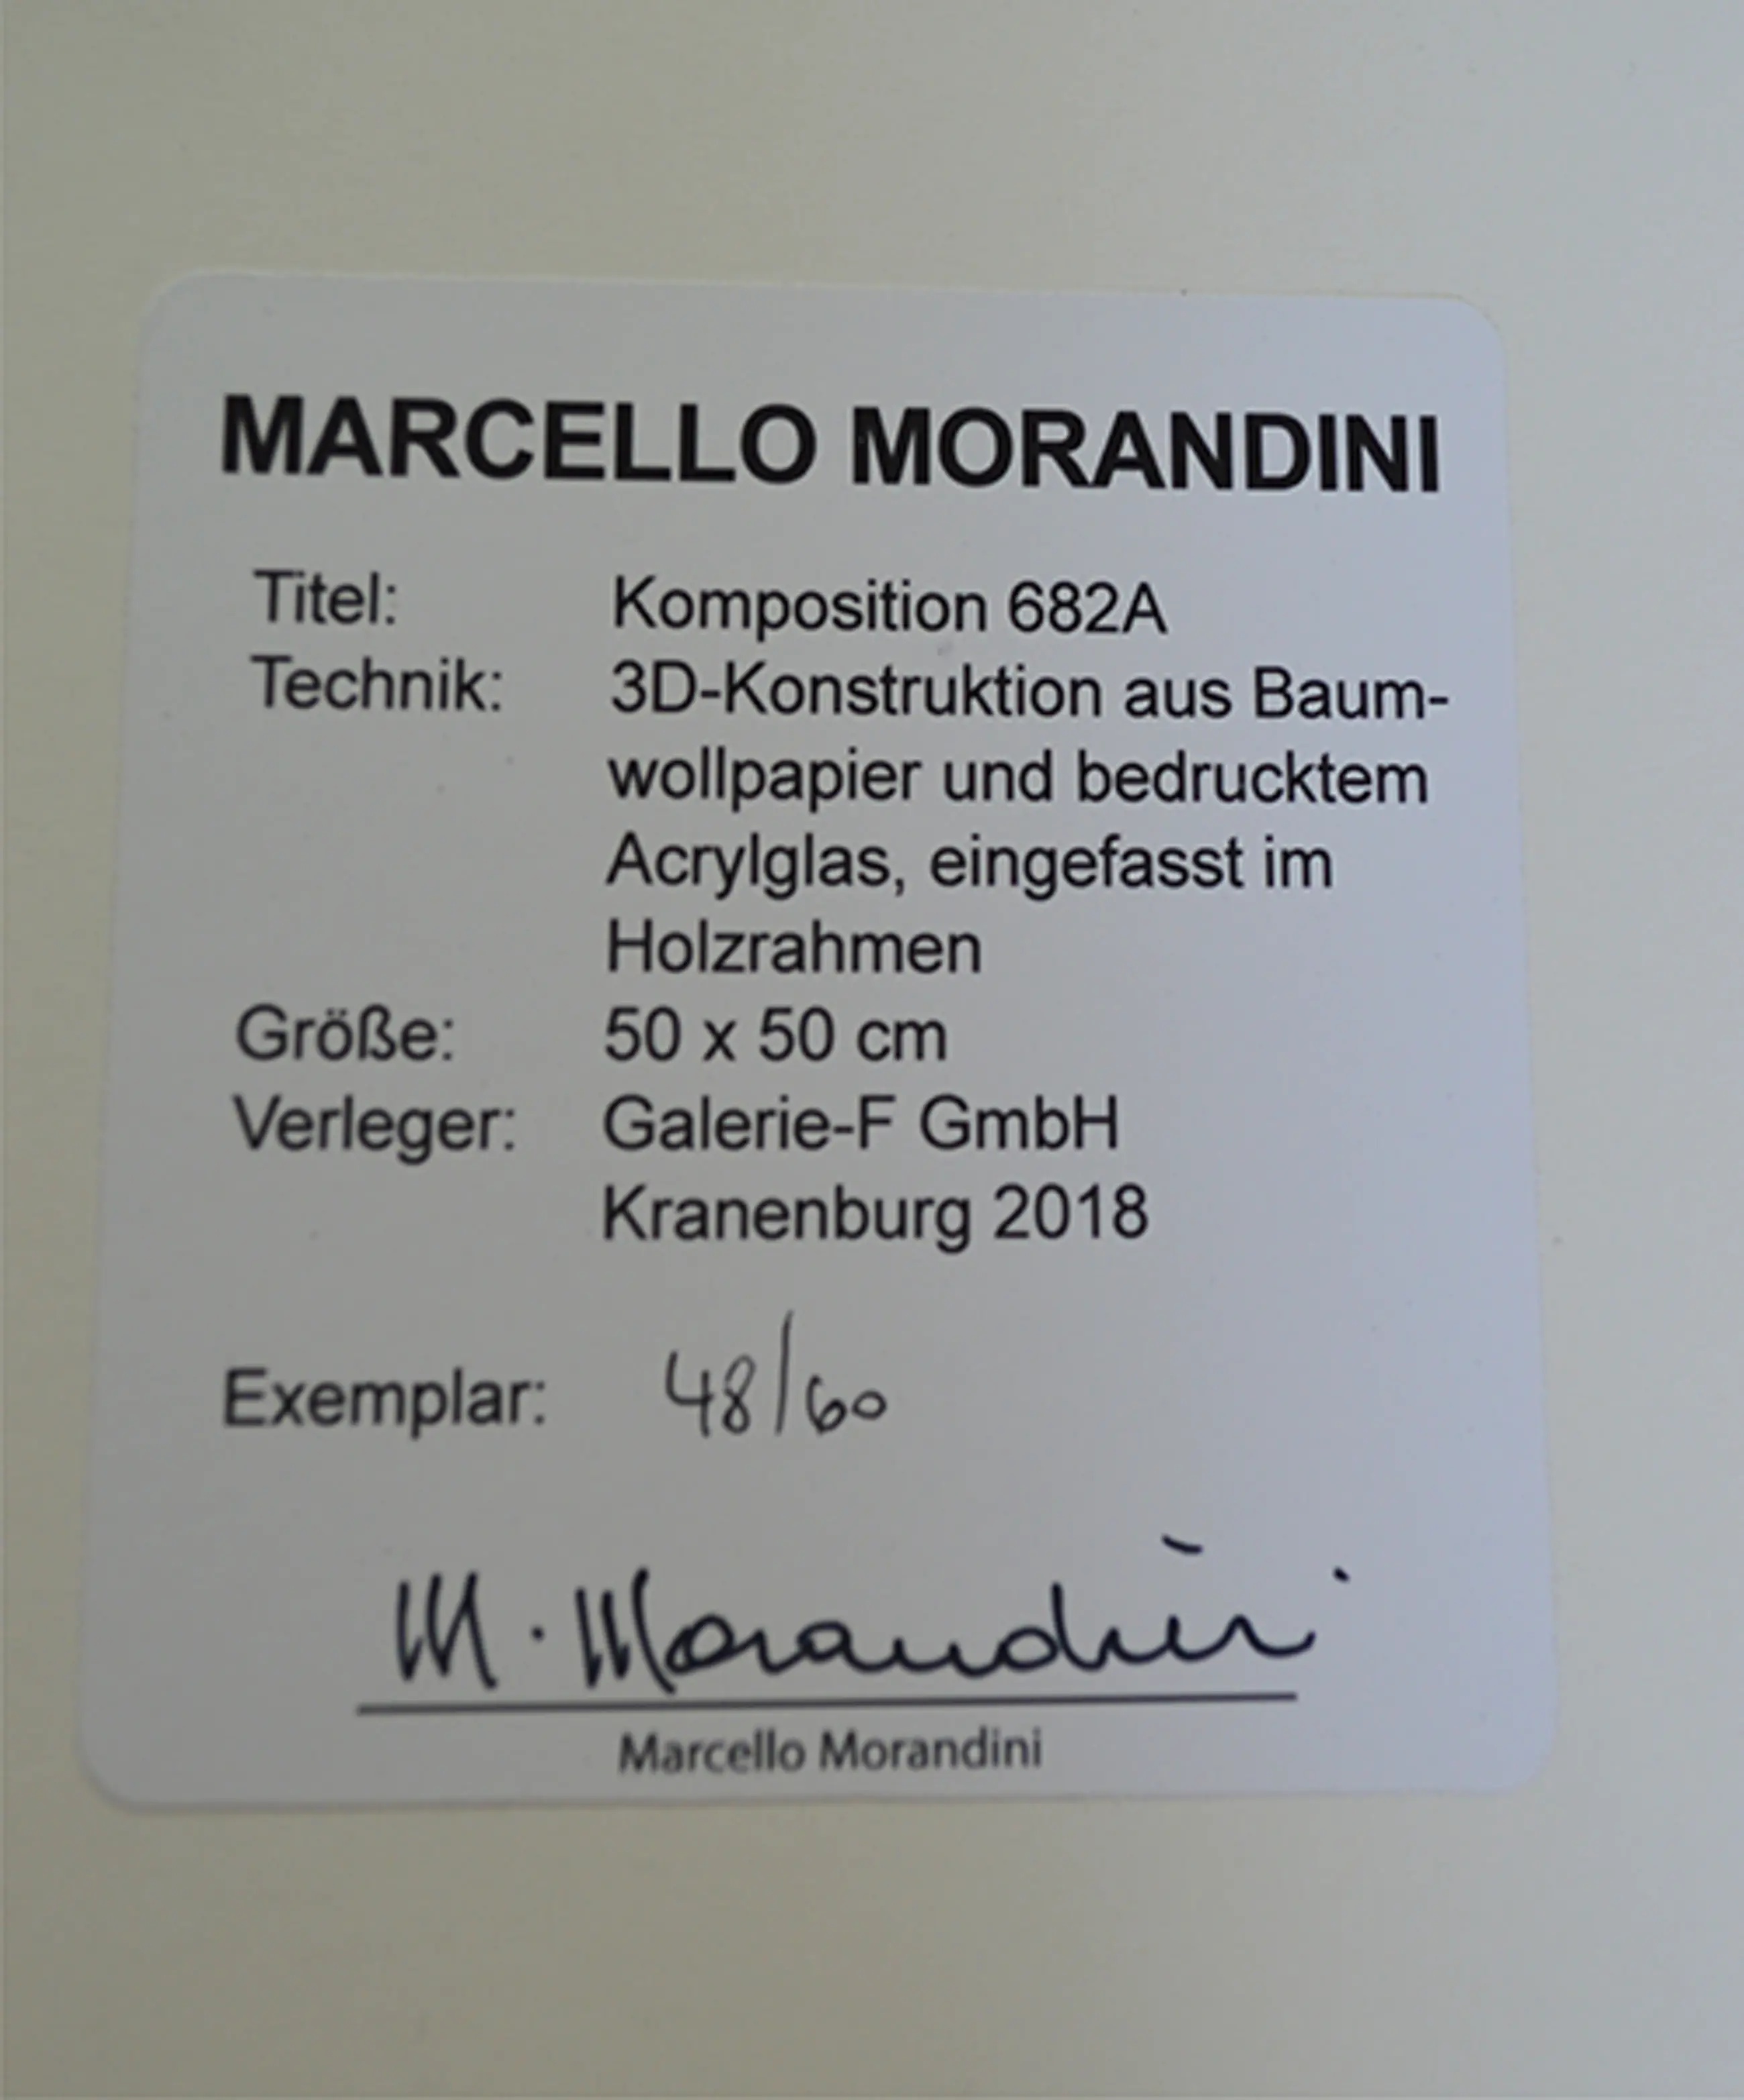 MARCELLO MORANDINI
Titel: Komposition 682A
Technik: 3D-Konstruktion aus Baum-
wollpapier und bedrucktem
Acrylglas, eingefasst im
Holzrahmen
Größe: 50 x 50 cm
Verleger: Galerie-F GmbH
Kranenburg 2018
Exemplar: 48/60
M. Morandini
Marcello Morandini